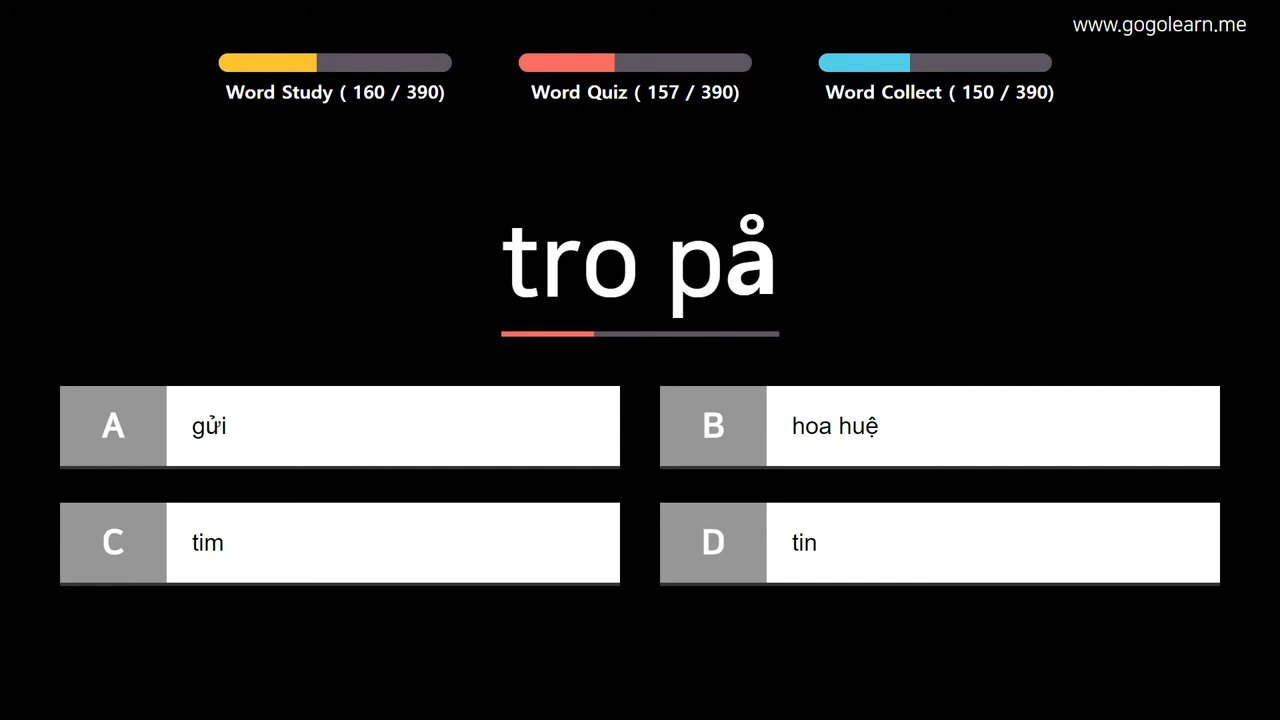 www.gogolearn.me
Word Study ( 160 / 390)
Word Quiz ( 157 / 390)
Word Collect ( 150 / 390)
tro på
A gửi
B hoa huệ
C tim
D tin